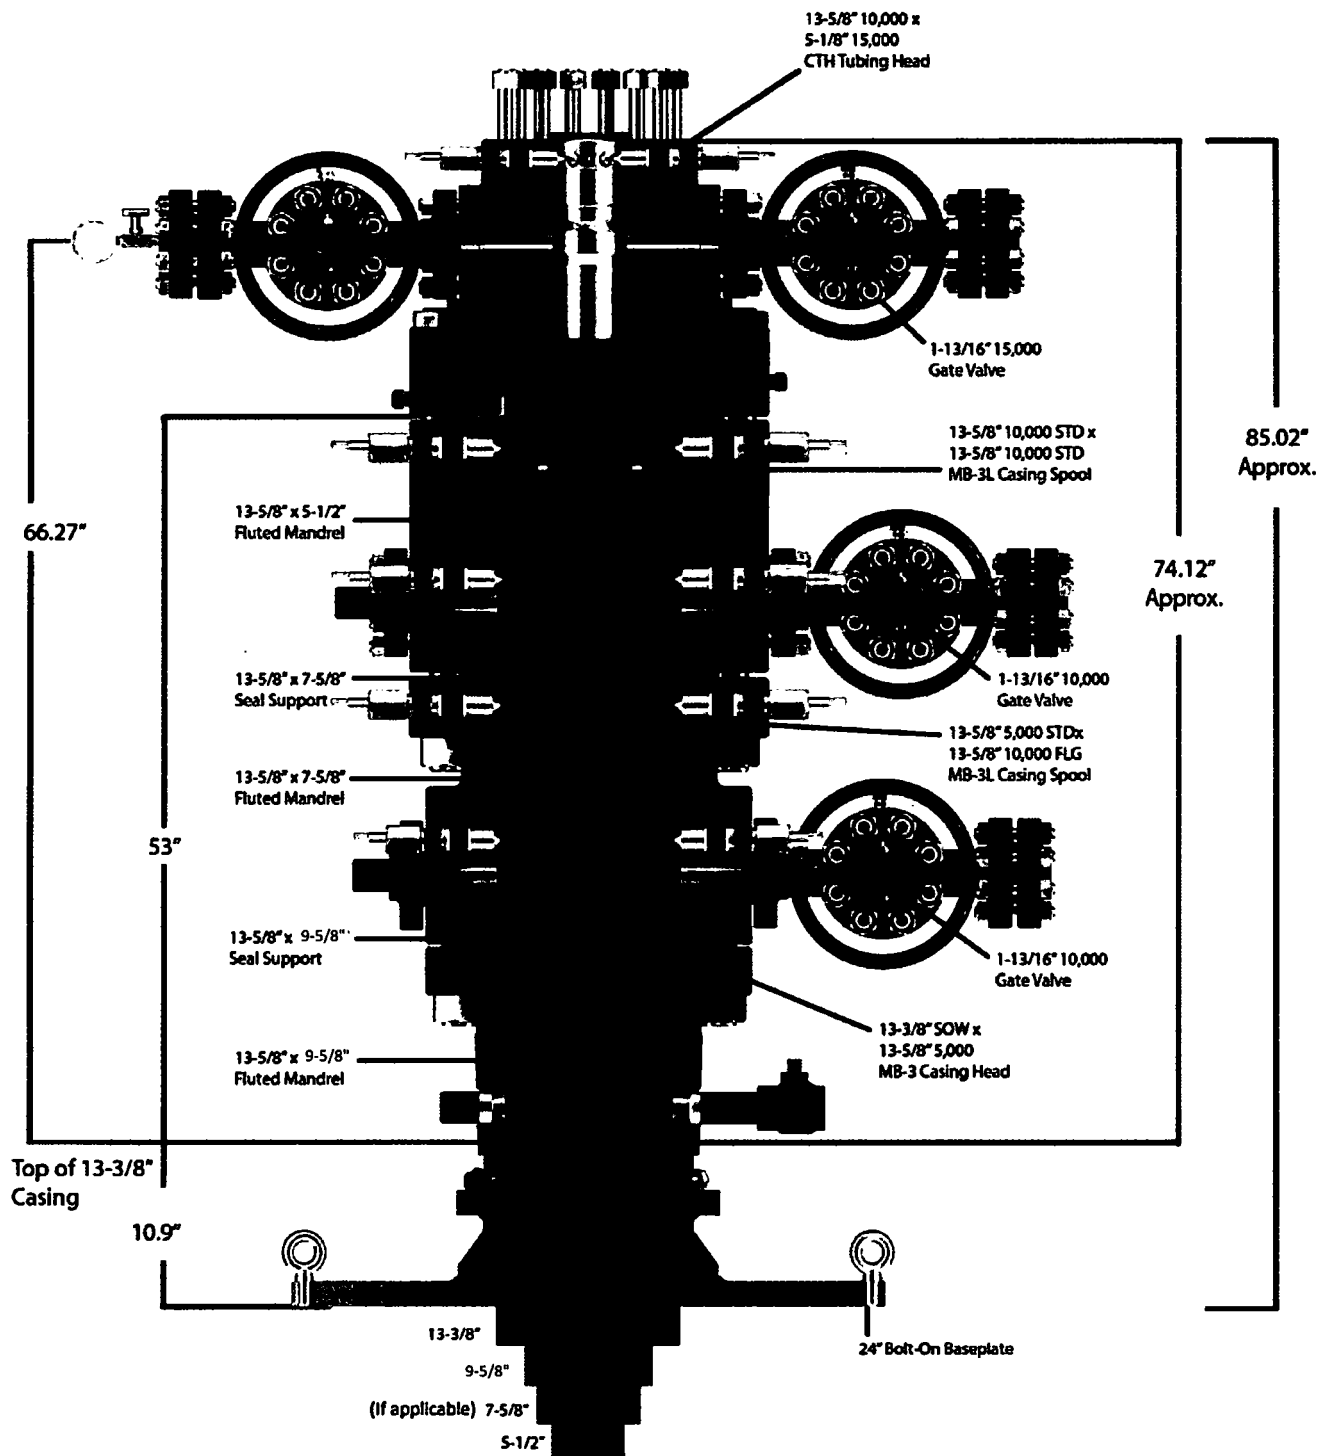 13-5/8" 10,000 x
5-1/8" 15,000
CTH Tubing Head
1-13/16" 15,000
Gate Valve
13-5/8" 10,000 STD x
13-5/8" 10,000 STD
MB-3L Casing Spool
85.02"
Approx.
66.27"
13-5/8" x 5-1/2"
Fluted Mandrel
74.12"
Approx.
13-5/8" x 7-5/8"
Seal Support
1-13/16" 10,000
Gate Valve
13-5/8" 5,000 STDx
13-5/8" 10,000 FLG
MB-3L Casing Spool
13-5/8" x 7-5/8"
Fluted Mandrel
53"
13-5/8" x 9-5/8"
Seal Support
1-13/16" 10,000
Gate Valve
13-3/8" SOW x
13-5/8" 5,000
MB-3 Casing Head
13-5/8" x 9-5/8"
Fluted Mandrel
Top of 13-3/8"
Casing
10.9"
13-3/8"
24" Bolt-On Baseplate
9-5/8"
(If applicable) 7-5/8"
5-1/2"